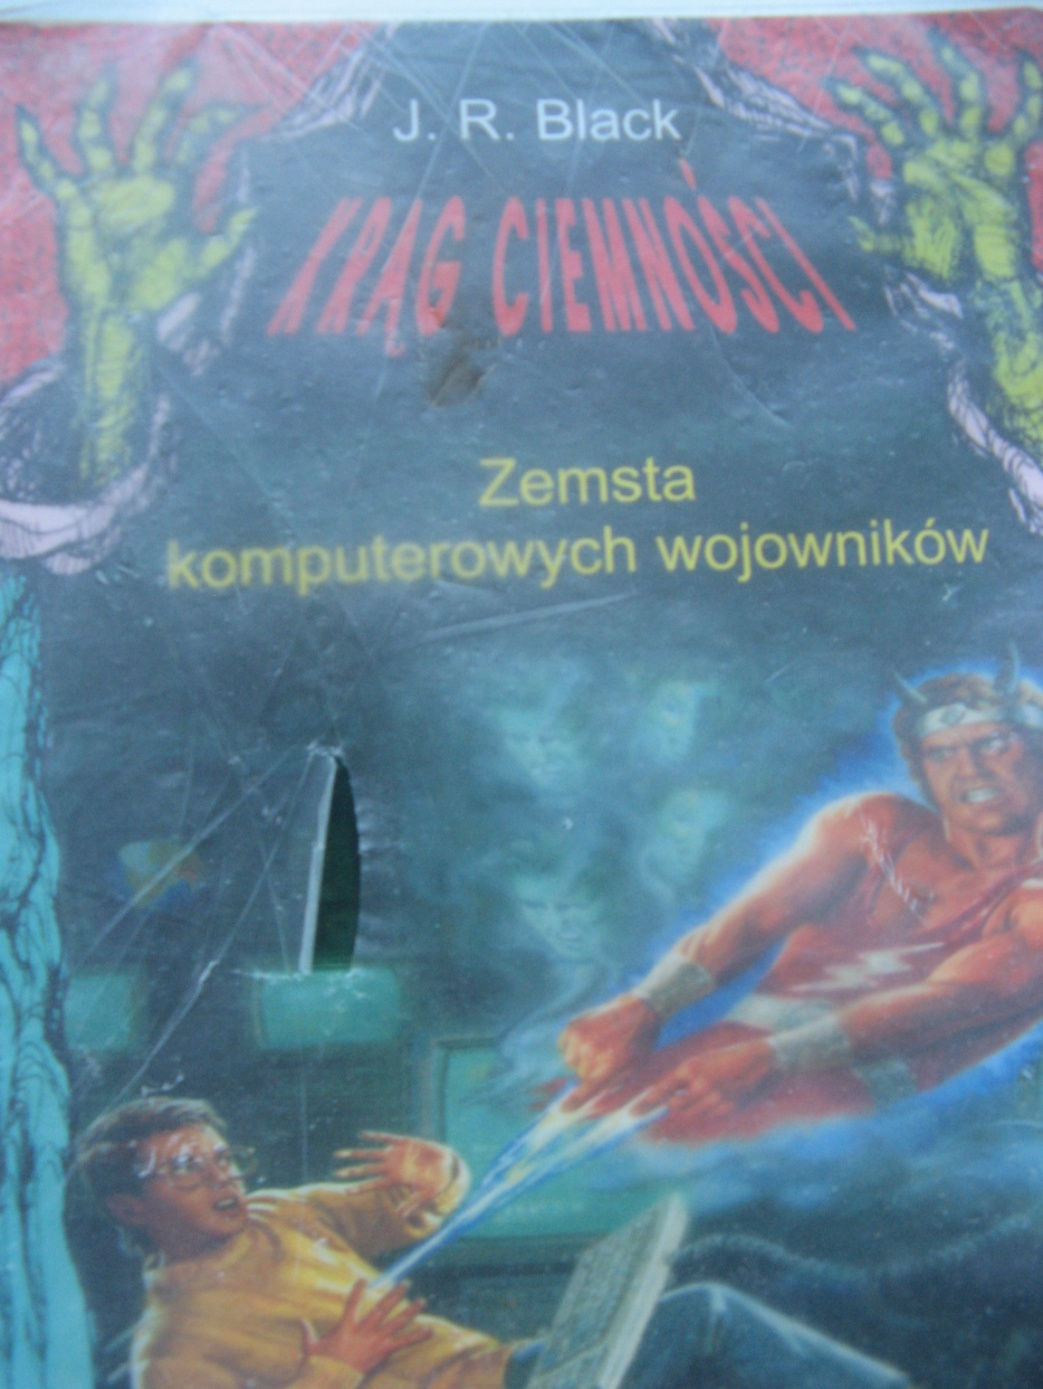 J. R. Black
KRĄG CIEMNOŚCI
Zemsta
komputerowych wojowników